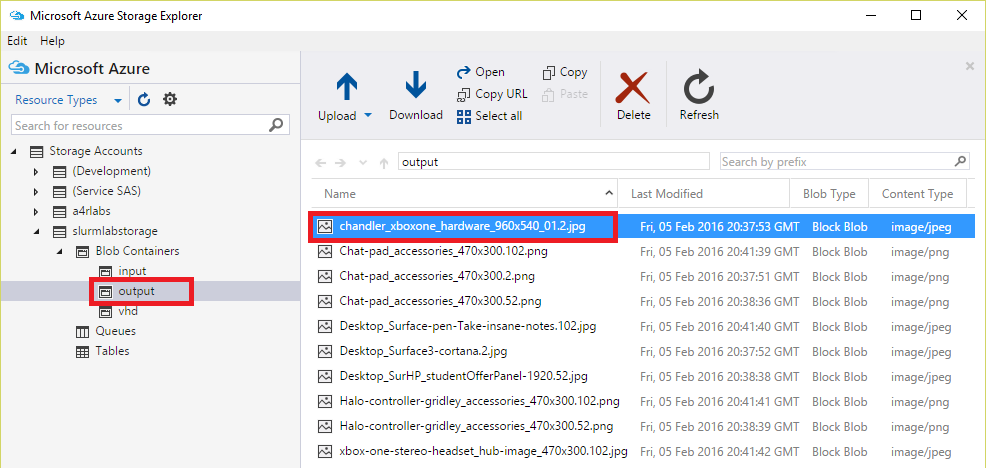 Microsoft Azure Storage Explorer
Edit Help
Microsoft Azure
Resource Types
Search for resources
Storage Accounts
(Development)
(Service SAS)
a4rlabs
slurmlabstorage
Blob Containers
input
output
vhd
Queues
Tables
Upload
Download
Open
Copy URL
Select all
Copy
Paste
Delete
Refresh
output
Search by prefix
Name Last Modified Blob Type Content Type
chandler_xboxone_hardware_960x540_01.2.jpg Fri, 05 Feb 2016 20:37:53 GMT Block Blob image/jpeg
Chat-pad_accessories_470x300.102.png Fri, 05 Feb 2016 20:41:39 GMT Block Blob image/png
Chat-pad_accessories_470x300.2.png Fri, 05 Feb 2016 20:37:51 GMT Block Blob image/png
Chat-pad_accessories_470x300.52.png Fri, 05 Feb 2016 20:38:36 GMT Block Blob image/png
Desktop_Surface-pen-Take-insane-notes.102.jpg Fri, 05 Feb 2016 20:41:40 GMT Block Blob image/jpeg
Desktop_Surface3-cortana.2.jpg Fri, 05 Feb 2016 20:37:52 GMT Block Blob image/jpeg
Desktop_SurHP_studentOfferPanel-1920.52.jpg Fri, 05 Feb 2016 20:38:38 GMT Block Blob image/jpeg
Halo-controller-gridley_accessories_470x300.102.png Fri, 05 Feb 2016 20:41:41 GMT Block Blob image/png
Halo-controller-gridley_accessories_470x300.52.png Fri, 05 Feb 2016 20:38:39 GMT Block Blob image/png
xbox-one-stereo-headset_hub-image_470x300.102.jpg Fri, 05 Feb 2016 20:41:42 GMT Block Blob image/jpeg